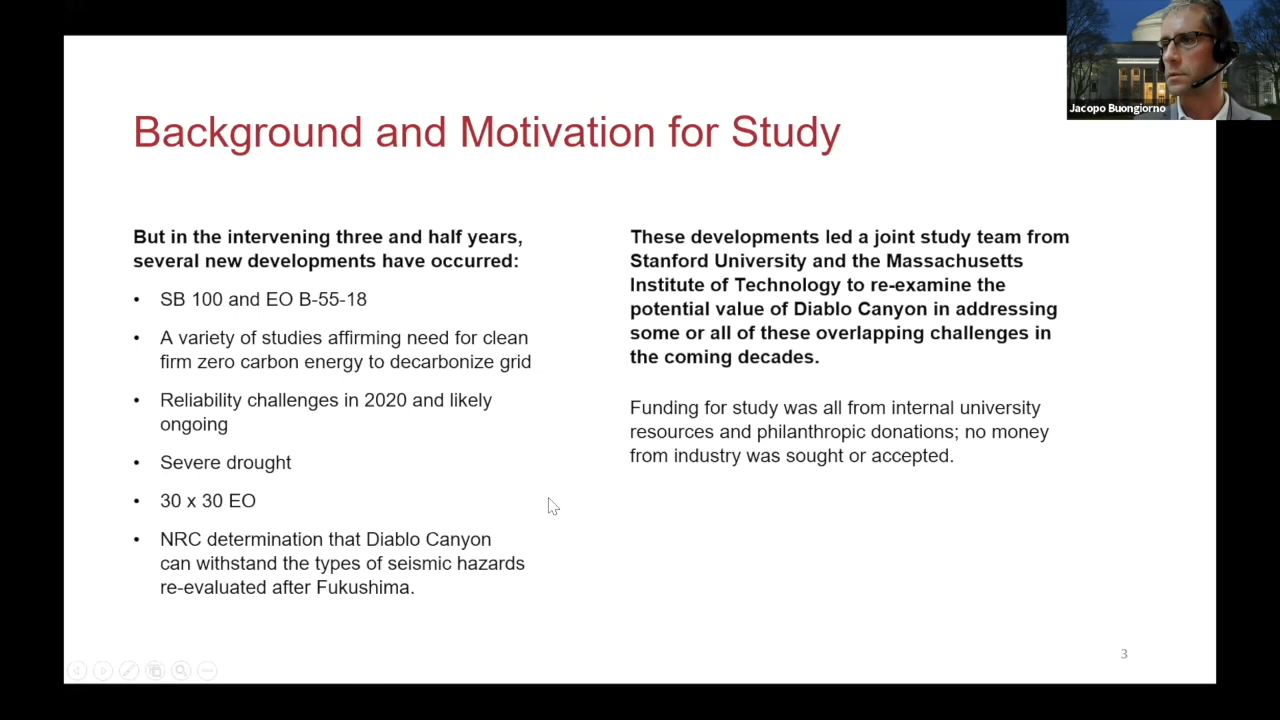 Jacopo Buongiorno
Background and Motivation for Study
But in the intervening three and half years,
several new developments have occurred:
• SB 100 and EO B-55-18
• A variety of studies affirming need for clean
firm zero carbon energy to decarbonize grid
• Reliability challenges in 2020 and likely
ongoing
• Severe drought
• 30 x 30 EO
• NRC determination that Diablo Canyon
can withstand the types of seismic hazards
re-evaluated after Fukushima.
These developments led a joint study team from
Stanford University and the Massachusetts
Institute of Technology to re-examine the
potential value of Diablo Canyon in addressing
some or all of these overlapping challenges in
the coming decades.
Funding for study was all from internal university
resources and philanthropic donations; no money
from industry was sought or accepted.
3